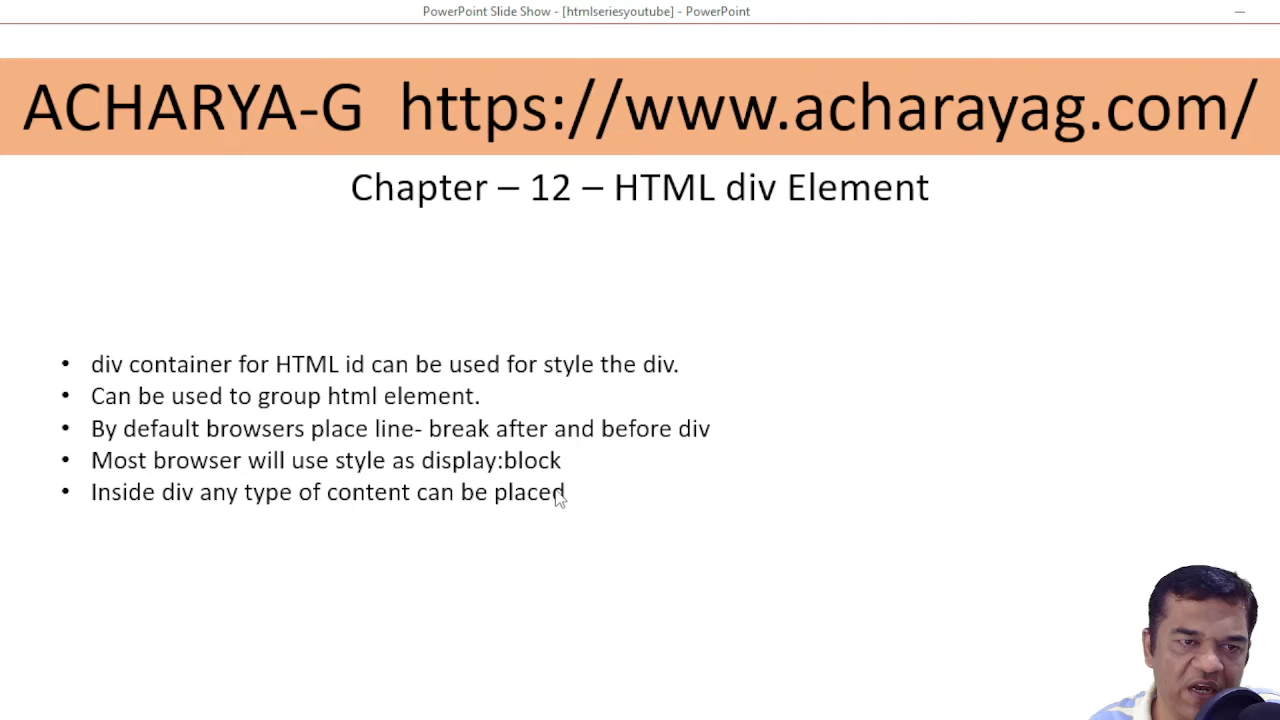 PowerPoint Slide Show - [htmlseriesyoutube] - PowerPoint
ACHARYA-G https://www.acharayag.com/
Chapter – 12 – HTML div Element
• div container for HTML id can be used for style the div.
• Can be used to group html element.
• By default browsers place line- break after and before div
• Most browser will use style as display:block
• Inside div any type of content can be placed